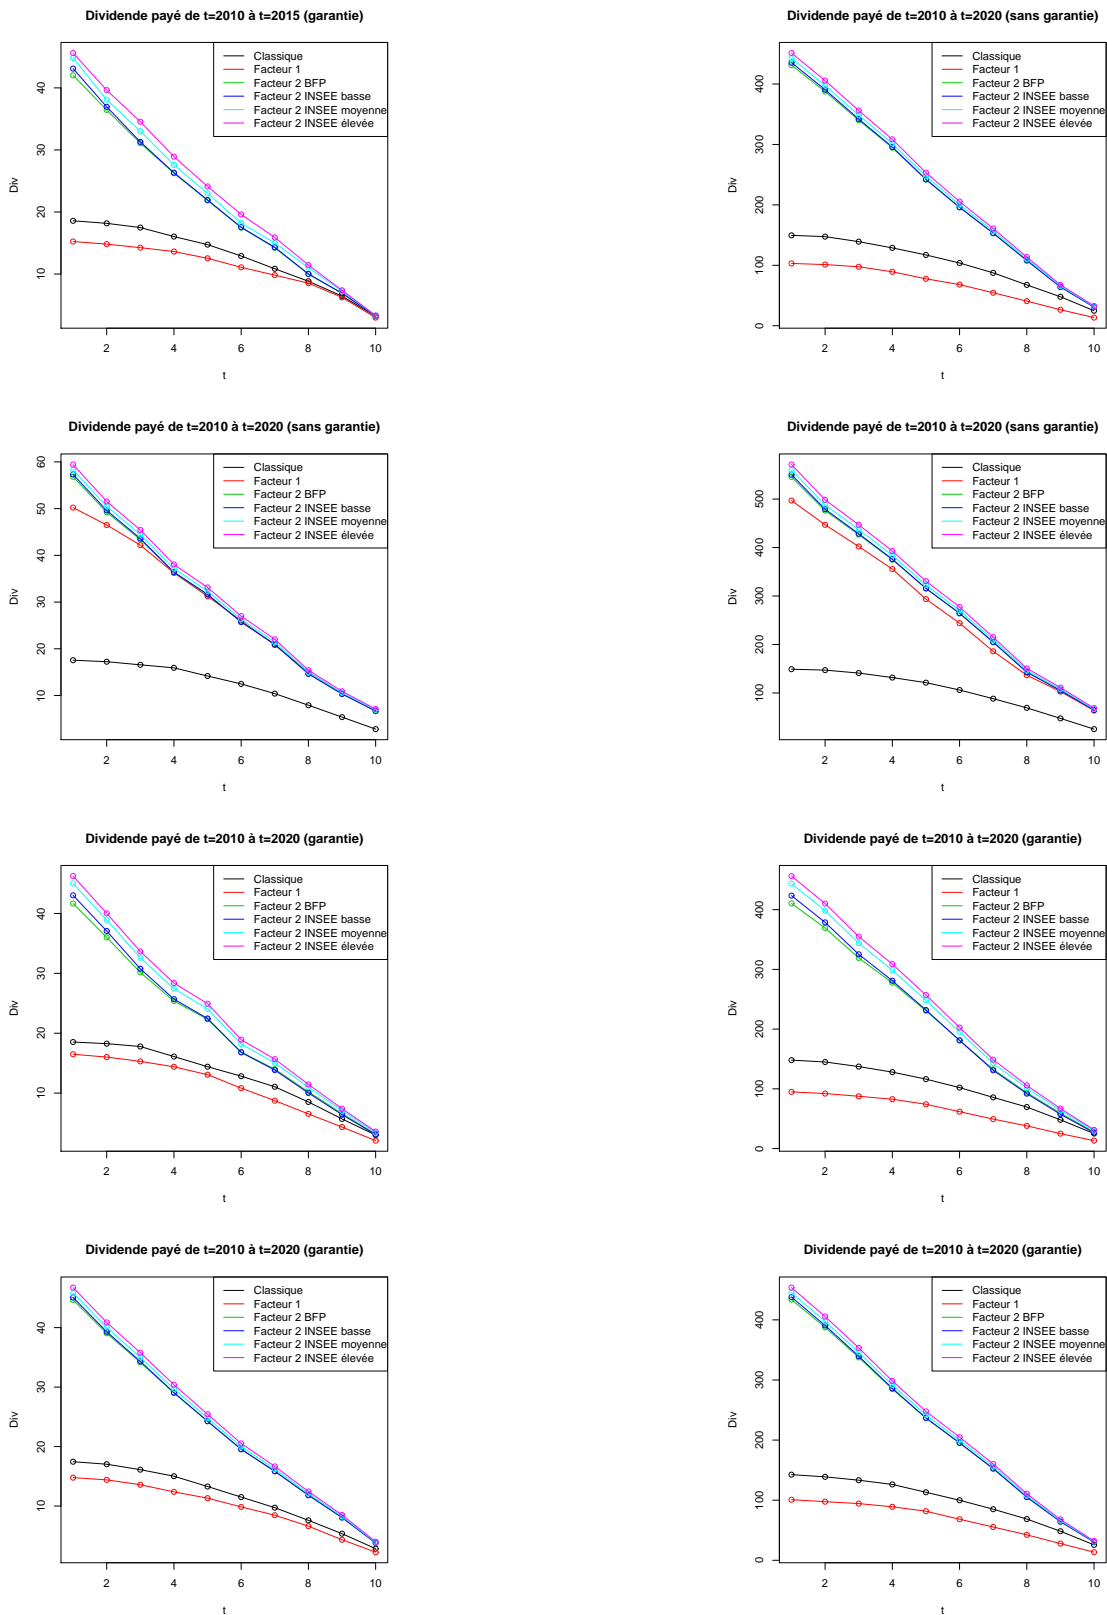 Dividende payé de t=2010 à t=2015 (garantie)
Div
40
30
20
10
Classique
Facteur 1
Facteur 2 BFP
Facteur 2 INSEE basse
Facteur 2 INSEE moyenne
Facteur 2 INSEE élevée
2 4 6 8 10
t
Dividende payé de t=2010 à t=2020 (sans garantie)
Div
400
300
200
100
0
Classique
Facteur 1
Facteur 2 BFP
Facteur 2 INSEE basse
Facteur 2 INSEE moyenne
Facteur 2 INSEE élevée
2 4 6 8 10
t
Dividende payé de t=2010 à t=2020 (sans garantie)
Div
60
50
40
30
20
10
Classique
Facteur 1
Facteur 2 BFP
Facteur 2 INSEE basse
Facteur 2 INSEE moyenne
Facteur 2 INSEE élevée
2 4 6 8 10
t
Dividende payé de t=2010 à t=2020 (sans garantie)
Div
500
400
300
200
100
Classique
Facteur 1
Facteur 2 BFP
Facteur 2 INSEE basse
Facteur 2 INSEE moyenne
Facteur 2 INSEE élevée
2 4 6 8 10
t
Dividende payé de t=2010 à t=2020 (garantie)
Div
40
30
20
10
Classique
Facteur 1
Facteur 2 BFP
Facteur 2 INSEE basse
Facteur 2 INSEE moyenne
Facteur 2 INSEE élevée
2 4 6 8 10
t
Dividende payé de t=2010 à t=2020 (garantie)
Div
400
300
200
100
0
Classique
Facteur 1
Facteur 2 BFP
Facteur 2 INSEE basse
Facteur 2 INSEE moyenne
Facteur 2 INSEE élevée
2 4 6 8 10
t
Dividende payé de t=2010 à t=2020 (garantie)
Div
40
30
20
10
Classique
Facteur 1
Facteur 2 BFP
Facteur 2 INSEE basse
Facteur 2 INSEE moyenne
Facteur 2 INSEE élevée
2 4 6 8 10
t
Dividende payé de t=2010 à t=2020 (garantie)
Div
400
300
200
100
0
Classique
Facteur 1
Facteur 2 BFP
Facteur 2 INSEE basse
Facteur 2 INSEE moyenne
Facteur 2 INSEE élevée
2 4 6 8 10
t